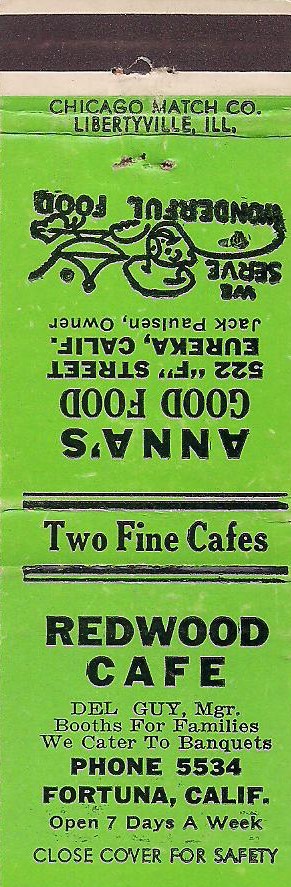 CHICAGO MATCH CO.
LIBERTYVILLE, ILL.
ANNA'S
GOOD FOOD
522 "F" STREET
EUREKA, CALIF.
Jack Paulsen, Owner
WE
SERVE
WONDERFUL FOOD
Two Fine Cafes
REDWOOD
CAFE
DEL GUY, Mgr.
Booths For Families
We Cater To Banquets
PHONE 5534
FORTUNA, CALIF.
Open 7 Days A Week
CLOSE COVER FOR SAFETY